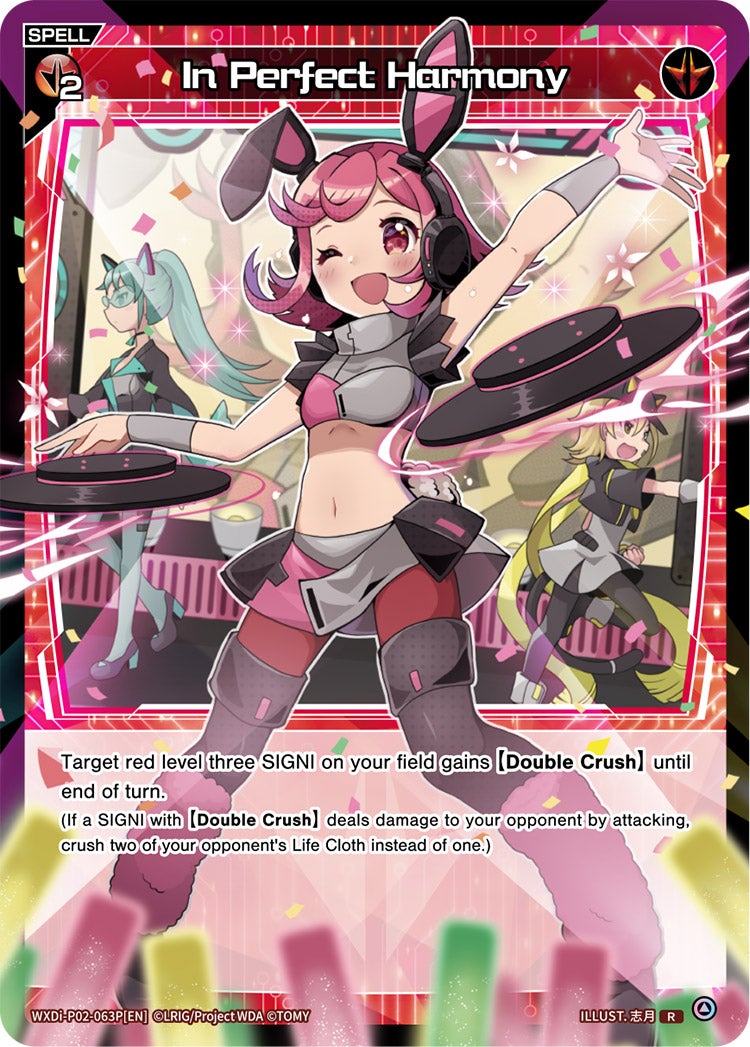 SPELL
2
In Perfect Harmony
Target red level three SIGNI on your field gains 【Double Crush】 until
end of turn.
(If a SIGNI with 【Double Crush】 deals damage to your opponent by attacking,
crush two of your opponent's Life Cloth instead of one.)
WXDi-P02-063P[EN] ©LRIG/Project WDA ©TOMY
ILLUST. 志月 R